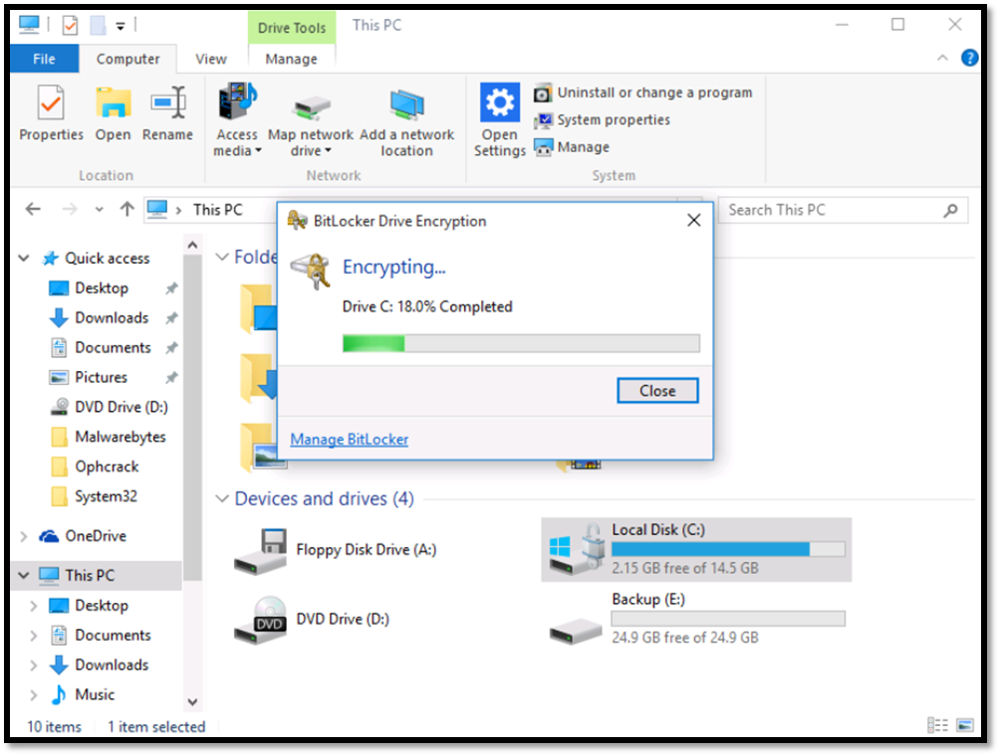 Drive Tools
This PC
File
Computer
View
Manage
Properties
Open
Rename
Access media
Map network drive
Add a network location
Open Settings
Uninstall or change a program
System properties
Manage
Location
Network
System
This PC
Search This PC
Quick access
Desktop
Downloads
Documents
Pictures
DVD Drive (D:)
Malwarebytes
Ophcrack
System32
OneDrive
This PC
Desktop
Documents
Downloads
Music
Folde
BitLocker Drive Encryption
Encrypting...
Drive C: 18.0% Completed
Close
Manage BitLocker
Devices and drives (4)
Floppy Disk Drive (A:)
Local Disk (C:)
2.15 GB free of 14.5 GB
DVD
DVD Drive (D:)
Backup (E:)
24.9 GB free of 24.9 GB
10 items
1 item selected